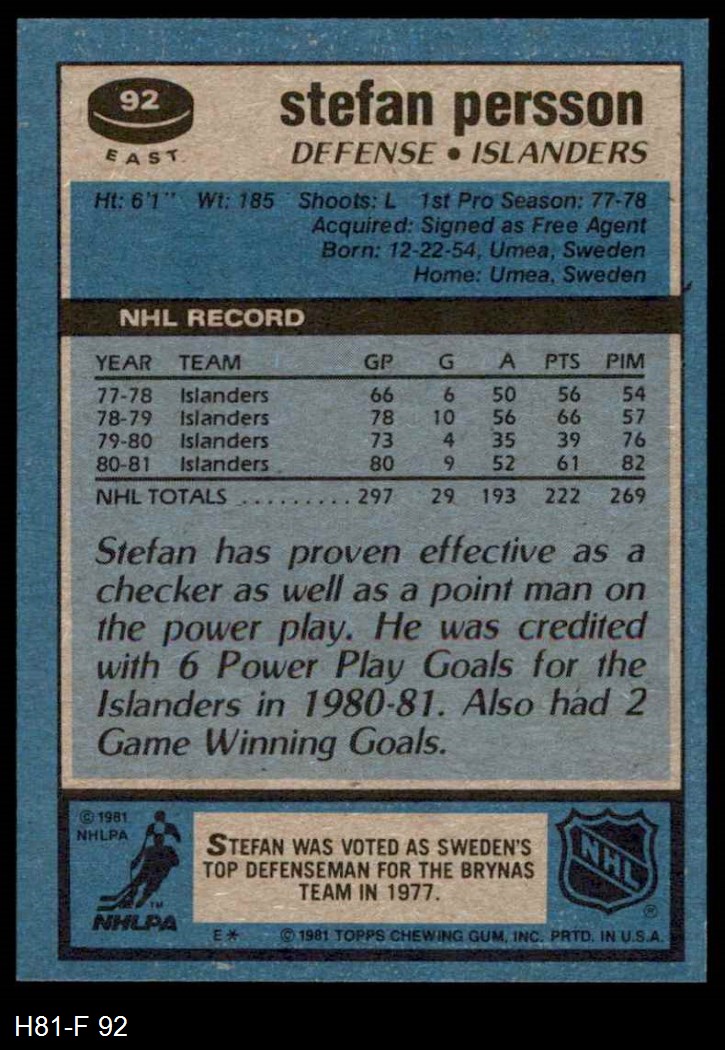 92
EAST
stefan persson
DEFENSE • ISLANDERS
Ht: 6'1" Wt: 185 Shoots: L 1st Pro Season: 77-78
Acquired: Signed as Free Agent
Born: 12-22-54, Umea, Sweden
Home: Umea, Sweden
NHL RECORD
YEAR TEAM GP G A PTS PIM
77-78 Islanders 66 6 50 56 54
78-79 Islanders 78 10 56 66 57
79-80 Islanders 73 4 35 39 76
80-81 Islanders 80 9 52 61 82
NHL TOTALS .......... 297 29 193 222 269
Stefan has proven effective as a
checker as well as a point man on
the power play. He was credited
with 6 Power Play Goals for the
Islanders in 1980-81. Also had 2
Game Winning Goals.
© 1981
NHLPA
TM
NHLPA
STEFAN WAS VOTED AS SWEDEN'S
TOP DEFENSEMAN FOR THE BRYNAS
TEAM IN 1977.
NHL
®
E* © 1981 TOPPS CHEWING GUM, INC. PRTD. IN U.S.A.
H81-F 92